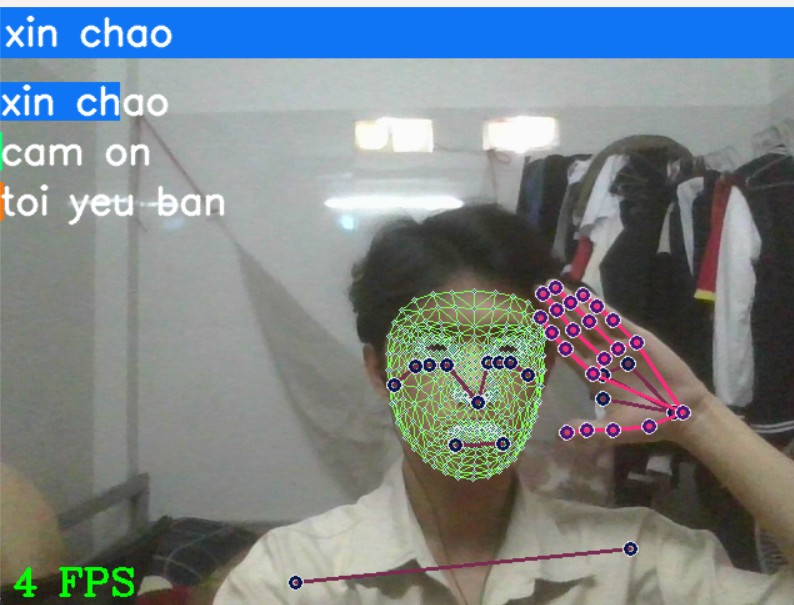 xin chao
xin chao
cam on
toi yeu ban
4 FPS